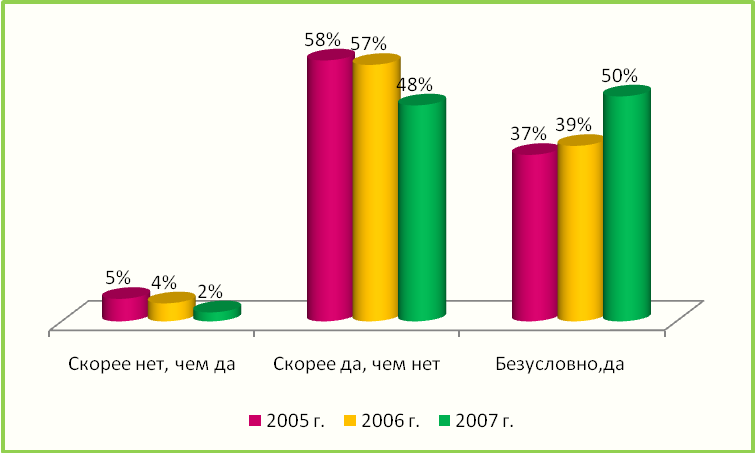 58%
57%
48%
50%
37%
39%
5%
4%
2%
Скорее нет, чем да
Скорее да, чем нет
Безусловно,да
2005 г.
2006 г.
2007 г.